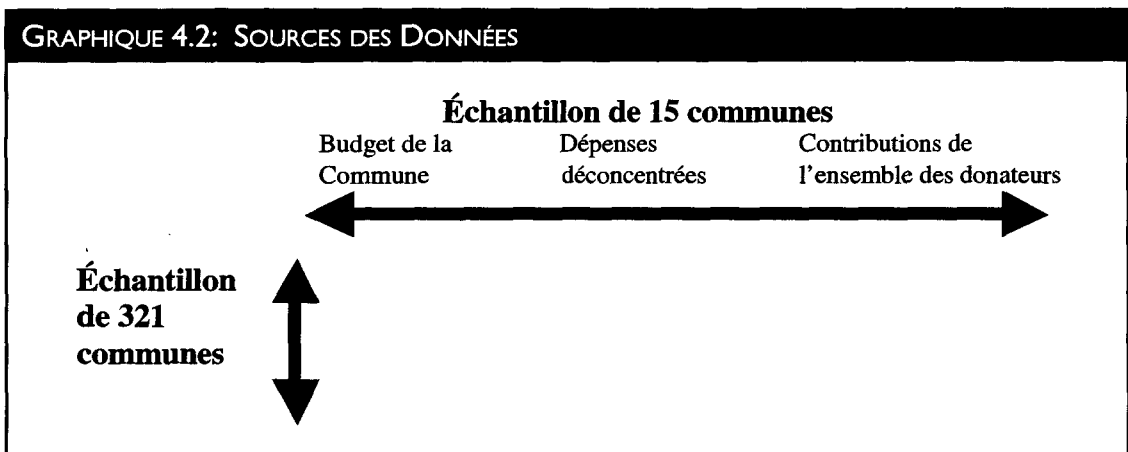 GRAPHIQUE 4.2: SOURCES DES DONNÉES
Échantillon de 15 communes
Budget de la
Commune
Dépenses
déconcentrées
Contributions de
l'ensemble des donateurs
Échantillon
de 321
communes